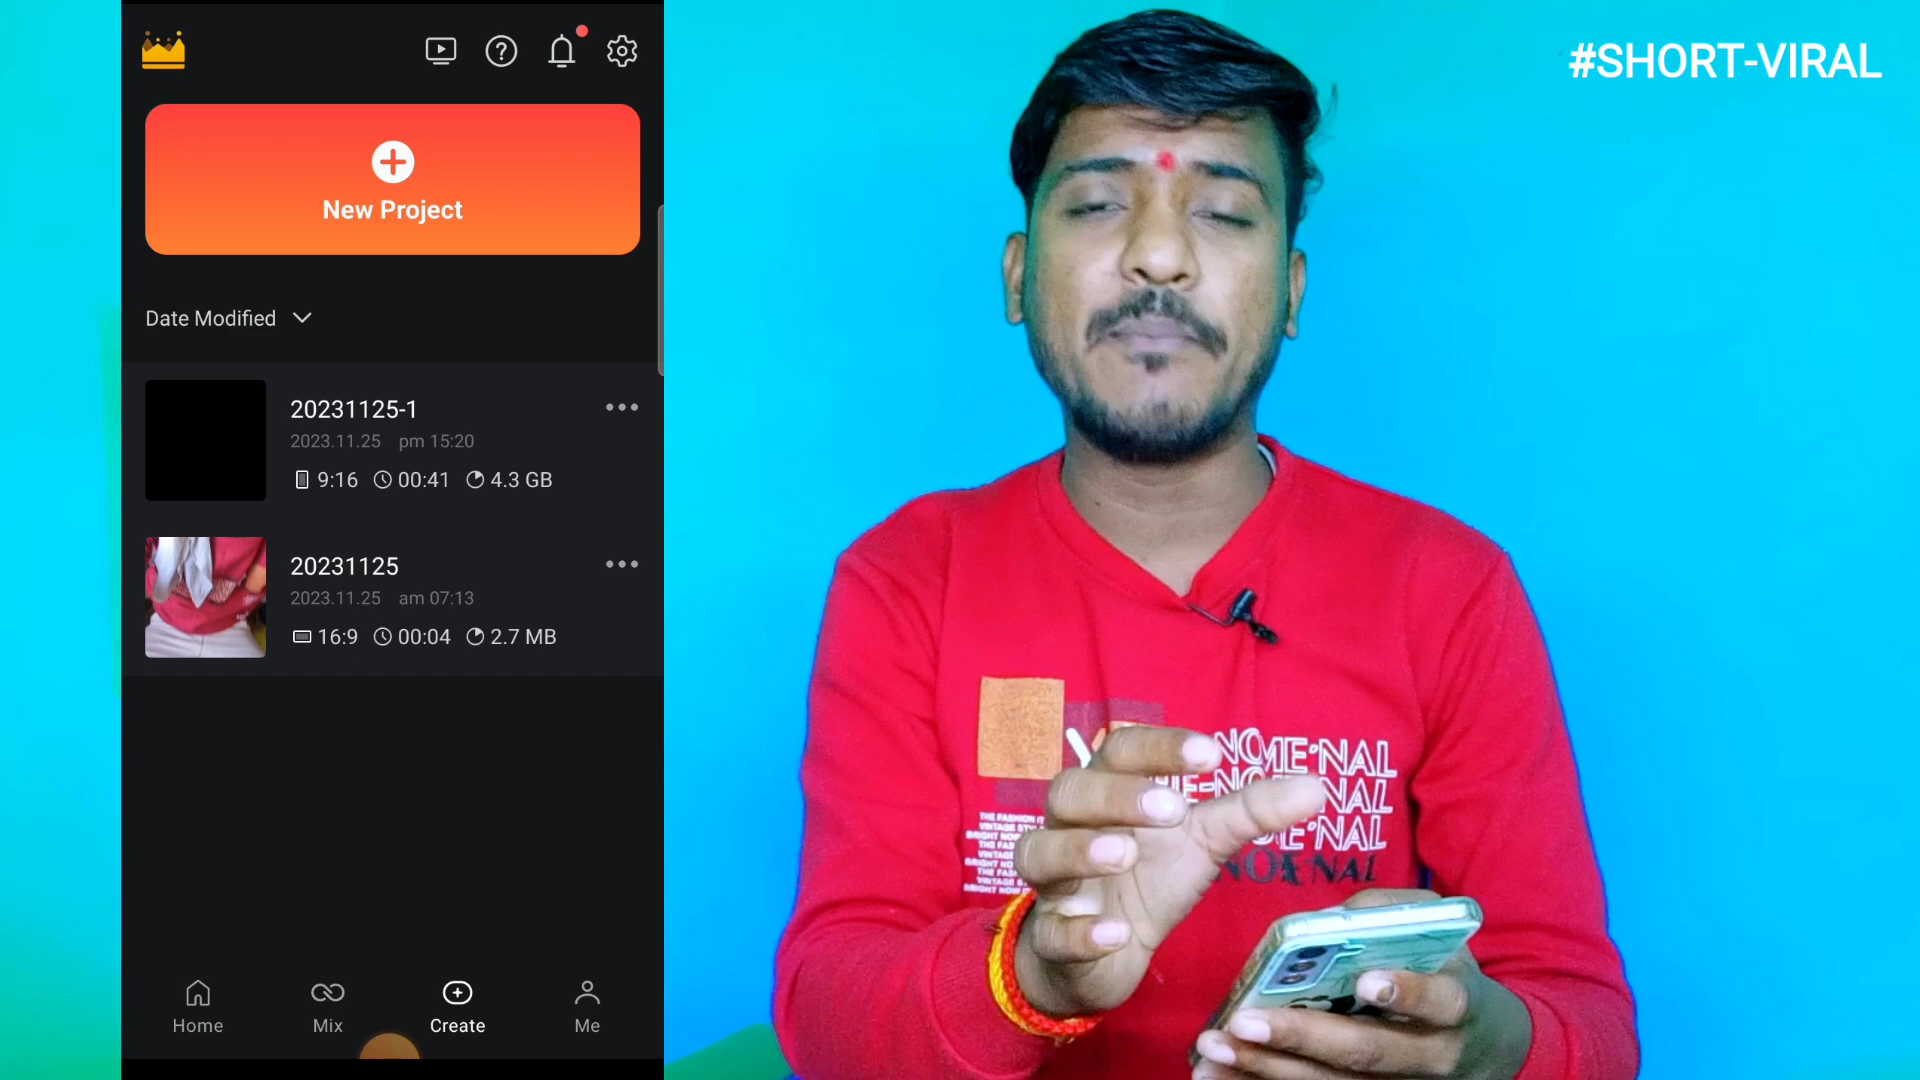 #SHORT-VIRAL
New Project
Date Modified
20231125-1
2023.11.25 pm 15:20
9:16 00:41 4.3 GB
20231125
2023.11.25 am 07:13
16:9 00:04 2.7 MB
Home Mix Create Me
NAL
NAL